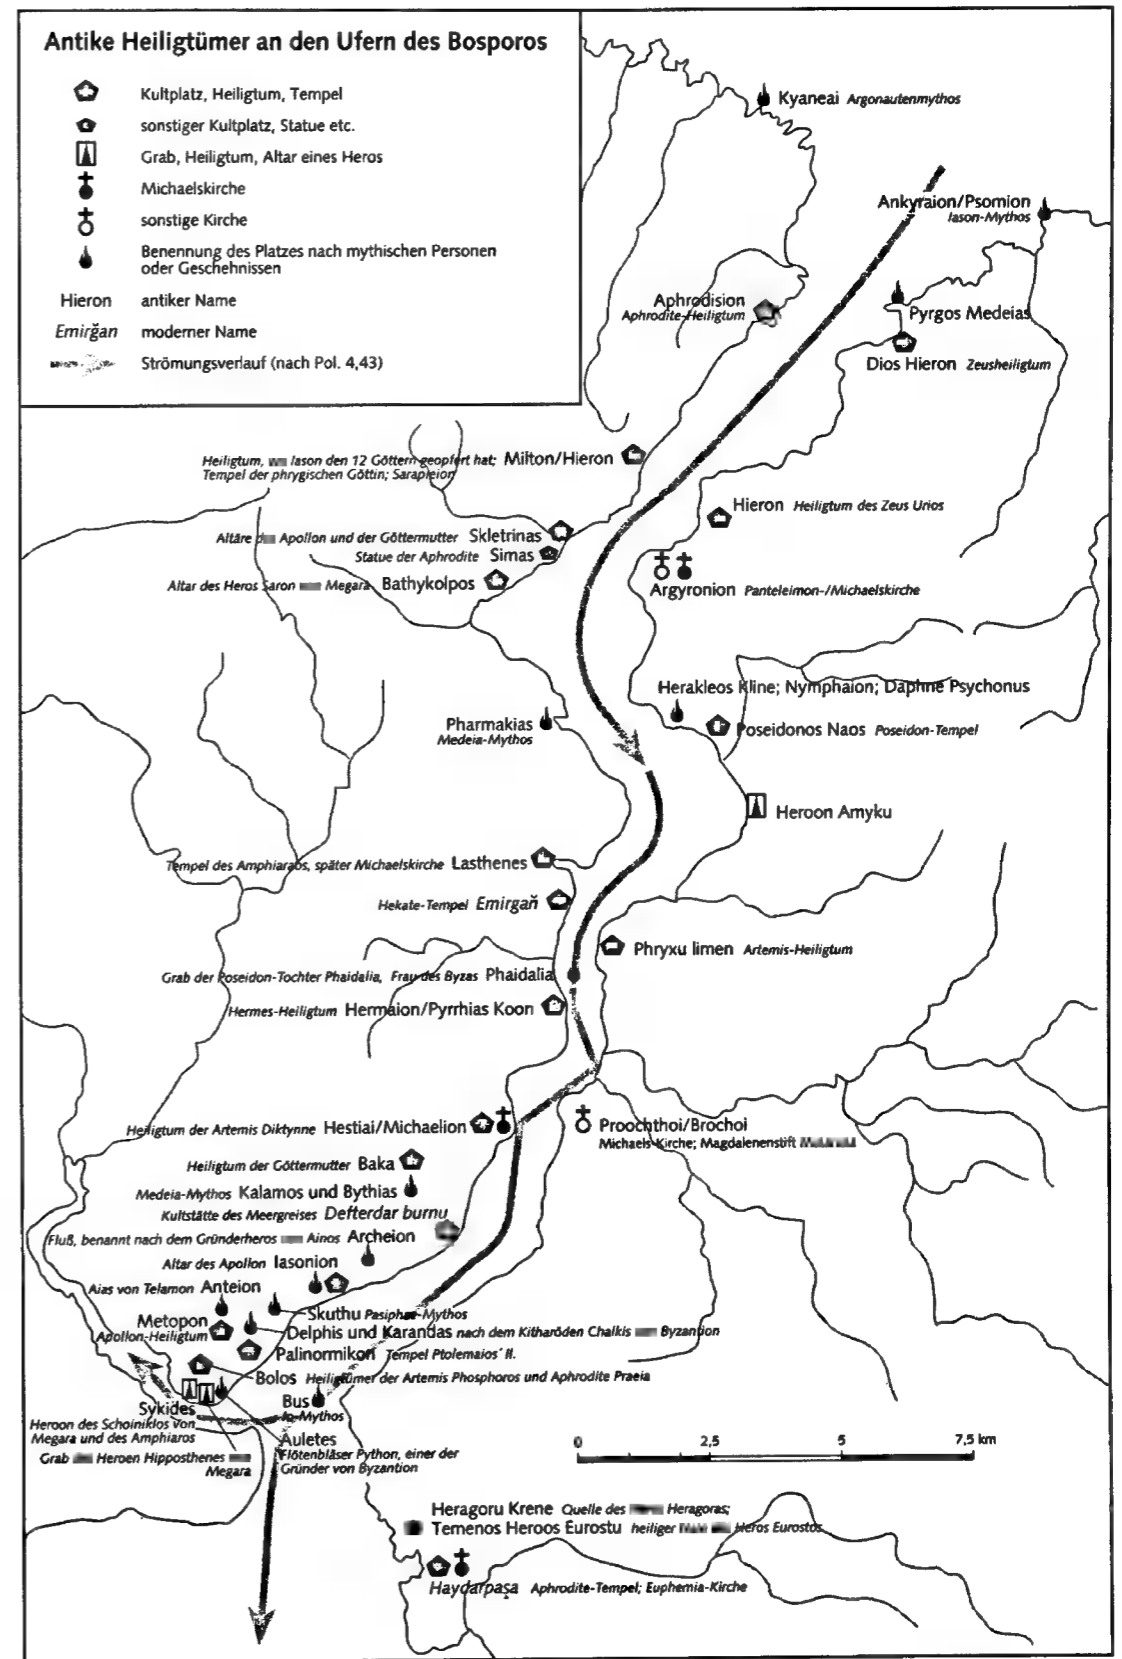 Antike Heiligtümer an den Ufern des Bosporos
Kultplatz, Heiligtum, Tempel
sonstiger Kultplatz, Statue etc.
Grab, Heiligtum, Altar eines Heros
Michaelskirche
sonstige Kirche
Benennung des Platzes nach mythischen Personen
oder Geschehnissen
Hieron antiker Name
Emirğan moderner Name
Strömungsverlauf (nach Pol. 4,43)
Kyaneai Argonautenmythos
Ankyraion/Psomion
Iason-Mythos
Aphrodision
Aphrodite-Heiligtum
Pyrgos Medeias
Dios Hieron Zeusheiligtum
Heiligtum, Iason den 12 Göttern geopfert hat; Milton/Hieron
Tempel der phrygischen Göttin; Sarapieion
Hieron Heiligtum des Zeus Urios
Altäre Apollon und der Göttermutter Skletrinas
Statue der Aphrodite Simas
Altar des Heros Saron Megara Bathykolpos
Argyronion Panteleimon-/Michaelskirche
Herakleos Kline; Nymphaion; Daphne Psychonus
Pharmakias
Medeia-Mythos
Poseidonos Naos Poseidon-Tempel
Heroon Amyku
Tempel des Amphiaraos, später Michaelskirche Lasthenes
Hekate-Tempel Emirgaň
Phryxu limen Artemis-Heiligtum
Grab der Poseidon-Tochter Phaidalia, Frau des Byzas Phaidalia
Hermes-Heiligtum Hermaion/Pyrrhias Koon
Heiligtum der Artemis Diktynne Hestiai/Michaelion
Proochthoi/Brochoi
Michaels-Kirche; Magdalenenstift
Heiligtum der Göttermutter Baka
Medeia-Mythos Kalamos und Bythias
Kultstätte des Meergreises Defterdar burnu
Fluß, benannt nach dem Gründerheros Ainos Archeion
Altar des Apollon Iasonion
Aias von Telamon Anteion
Skuthu Pasiphae-Mythos
Metopon
Apollon-Heiligtum
Delphis und Karandas nach dem Kitharöden Chalkis Byzantion
Palinormikon Tempel Ptolemaios' II.
Bolos Heiligtümer der Artemis Phosphoros und Aphrodite Praeia
Bus
Io-Mythos
Sykides
Heroon des Schoiniklos von
Megara und des Amphiaros
Grab Heroen Hipposthenes
Megara
Auletes
Flötenbläser Python, einer der
Gründer von Byzantion
0 2,5 5 7,5 km
Heragoru Krene Quelle des Heragoras;
Temenos Heroos Eurostu heiliger Heros Eurostos
Haydarpaşa Aphrodite-Tempel; Euphemia-Kirche